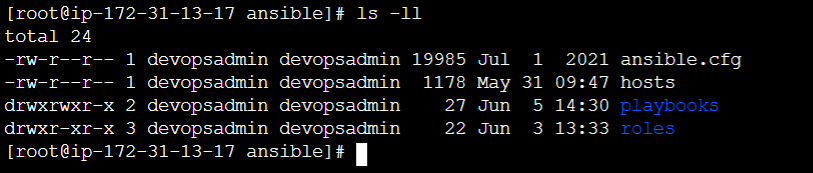 [root@ip-172-31-13-17 ansible]# ls -ll
total 24
-rw-r--r-- 1 devopsadmin devopsadmin 19985 Jul  1  2021 ansible.cfg
-rw-r--r-- 1 devopsadmin devopsadmin  1178 May 31 09:47 hosts
drwxrwxr-x 2 devopsadmin devopsadmin    27 Jun  5 14:30 playbooks
drwxr-xr-x 3 devopsadmin devopsadmin    22 Jun  3 13:33 roles
[root@ip-172-31-13-17 ansible]#